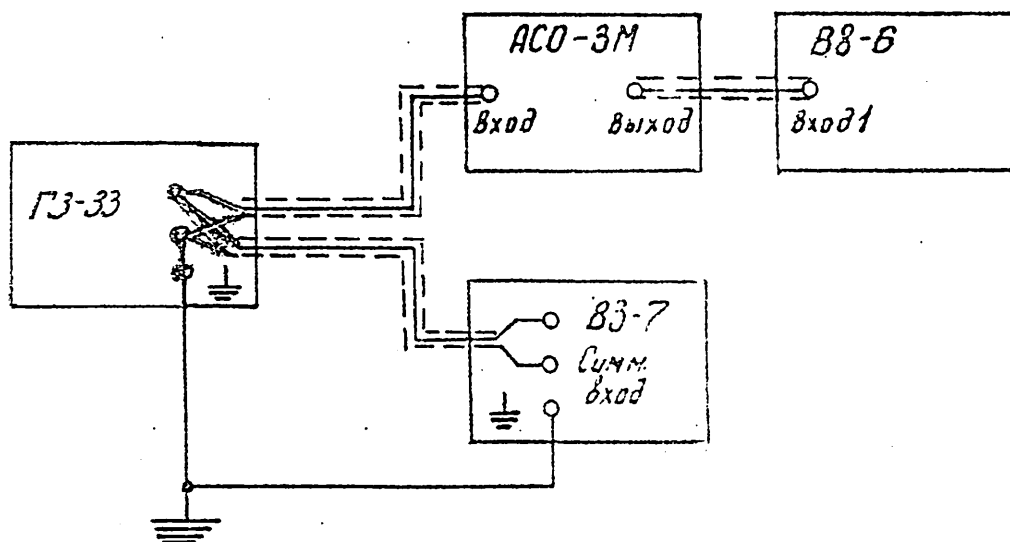 АСО-3М
В8-6
Вход
Выход
Вход1
Г3-33
В3-7
Симм.
вход